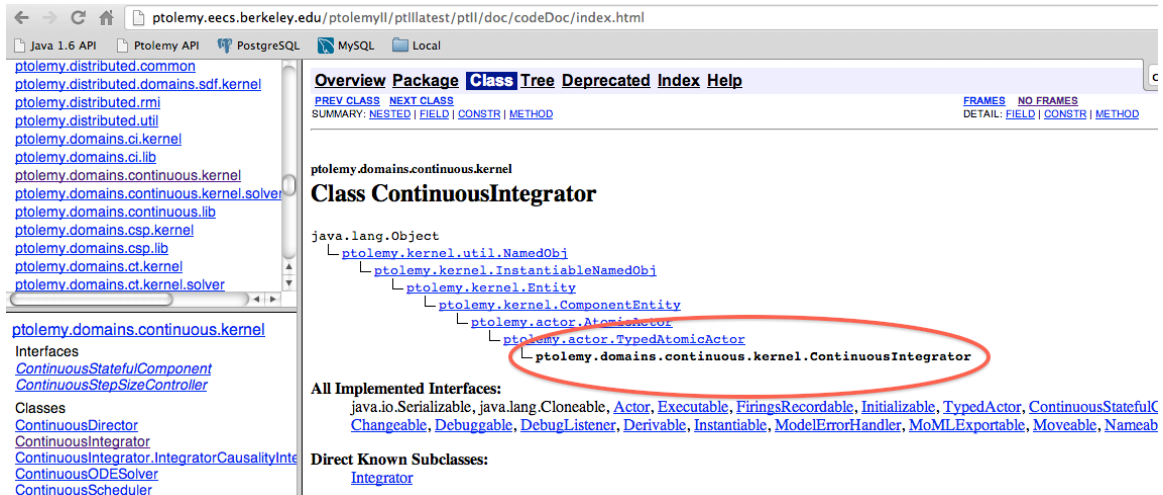 ptolemy.eecs.berkeley.edu/ptolemyII/ptIIlatest/ptII/doc/codeDoc/index.html
Java 1.6 API Ptolemy API PostgreSQL MySQL Local
ptolemy.distributed.common
ptolemy.distributed.domains.sdf.kernel
ptolemy.distributed.rmi
ptolemy.distributed.util
ptolemy.domains.ci.kernel
ptolemy.domains.ci.lib
ptolemy.domains.continuous.kernel
ptolemy.domains.continuous.kernel.solver
ptolemy.domains.continuous.lib
ptolemy.domains.csp.kernel
ptolemy.domains.csp.lib
ptolemy.domains.ct.kernel
ptolemy.domains.ct.kernel.solver
ptolemy.domains.continuous.kernel
Interfaces
ContinuousStatefulComponent
ContinuousStepSizeController
Classes
ContinuousDirector
ContinuousIntegrator
ContinuousIntegrator.IntegratorCausalityInte
ContinuousODESolver
ContinuousScheduler
Overview Package Class Tree Deprecated Index Help
PREV CLASS NEXT CLASS
SUMMARY: NESTED | FIELD | CONSTR | METHOD
FRAMES NO FRAMES
DETAIL: FIELD | CONSTR | METHOD
ptolemy.domains.continuous.kernel
Class ContinuousIntegrator
java.lang.Object
ptolemy.kernel.util.NamedObj
ptolemy.kernel.InstantiableNamedObj
ptolemy.kernel.Entity
ptolemy.kernel.ComponentEntity
ptolemy.actor.AtomicActor
ptolemy.actor.TypedAtomicActor
ptolemy.domains.continuous.kernel.ContinuousIntegrator
All Implemented Interfaces:
java.io.Serializable, java.lang.Cloneable, Actor, Executable, FiringsRecordable, Initializable, TypedActor, ContinuousStatefulC
Changeable, Debuggable, DebugListener, Derivable, Instantiable, ModelErrorHandler, MoMLExportable, Moveable, Nameab
Direct Known Subclasses:
Integrator